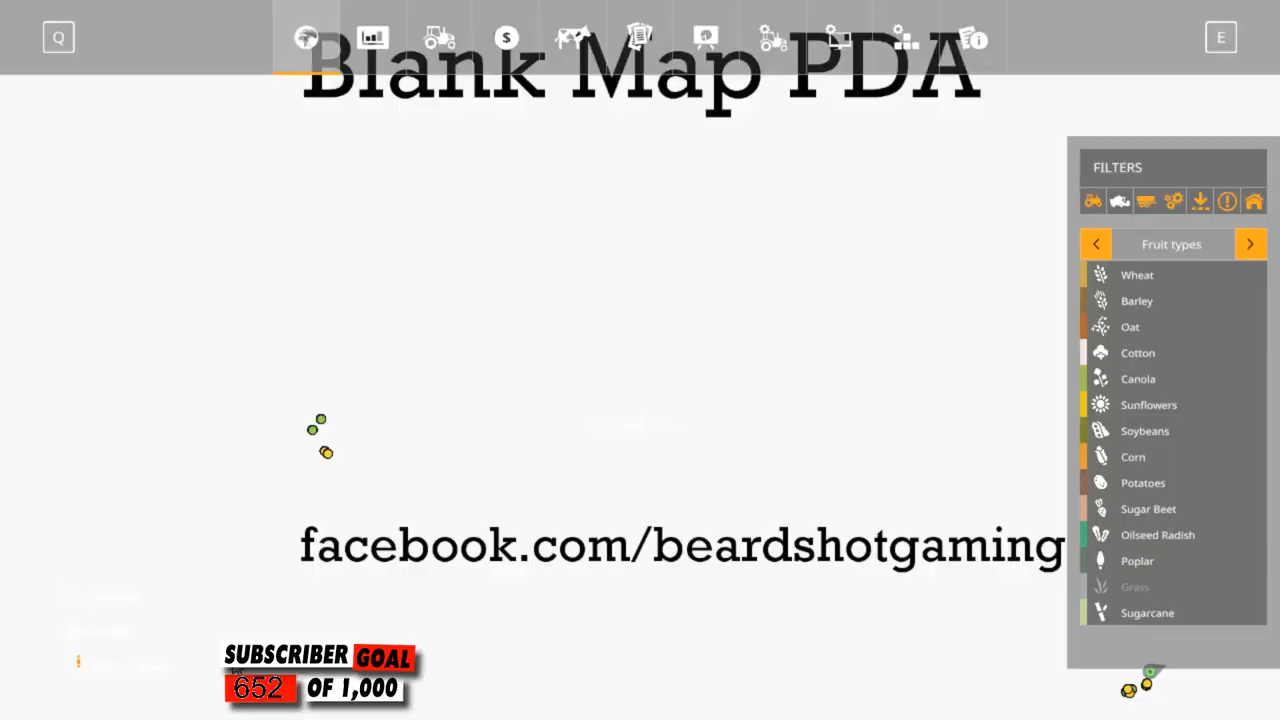 Q
E
Blank Map PDA
FILTERS
Fruit types
Wheat
Barley
Oat
Cotton
Canola
Sunflowers
Soybeans
Corn
Potatoes
Sugar Beet
Oilseed Radish
Poplar
Grass
Sugarcane
facebook.com/beardshotgaming
SUBSCRIBER GOAL
652 OF 1,000